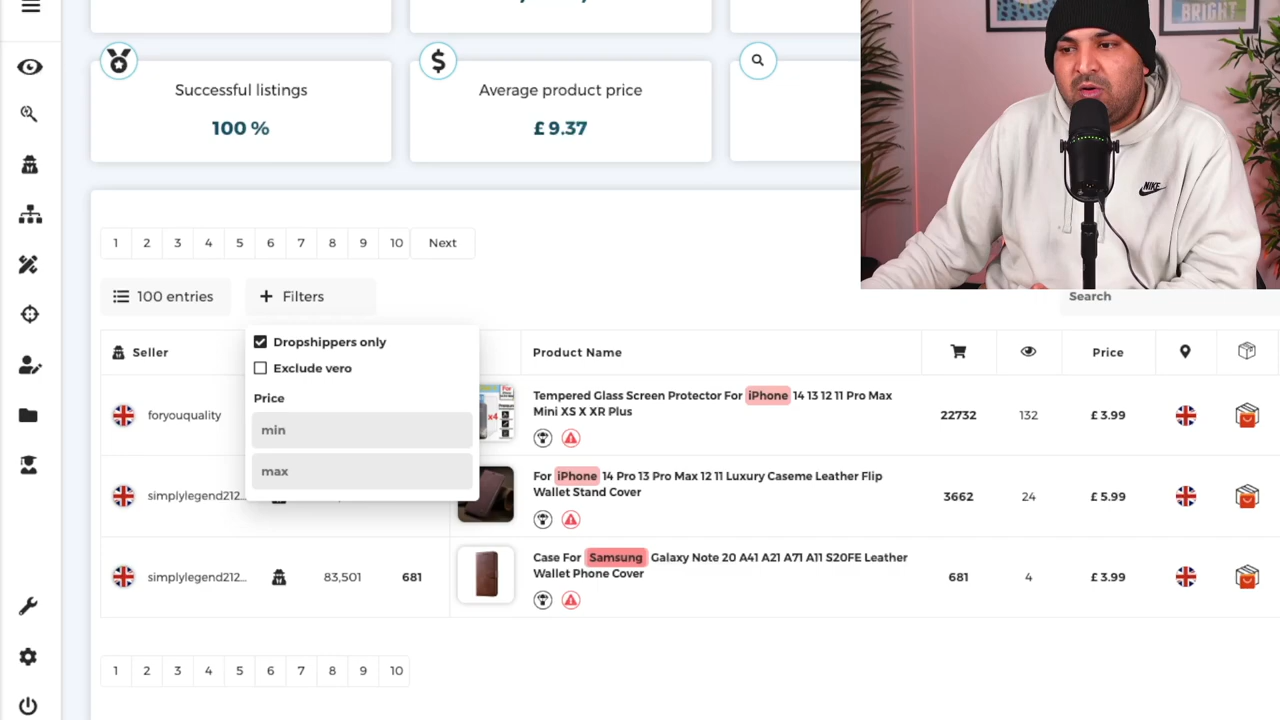 BRIGHT
NIKE
Successful listings
100 %
Average product price
£ 9.37
1 2 3 4 5 6 7 8 9 10 Next
100 entries
Filters
Search
Dropshippers only
Exclude vero
Price
min
max
Seller
Product Name
Price
foryouquality
Tempered Glass Screen Protector For iPhone 14 13 12 11 Pro Max
Mini XS X XR Plus
22732
132
£ 3.99
simplylegend212...
For iPhone 14 Pro 13 Pro Max 12 11 Luxury Caseme Leather Flip
Wallet Stand Cover
3662
24
£ 5.99
simplylegend212...
83,501
681
Case For Samsung Galaxy Note 20 A41 A21 A71 A11 S20FE Leather
Wallet Phone Cover
681
4
£ 3.99
1 2 3 4 5 6 7 8 9 10